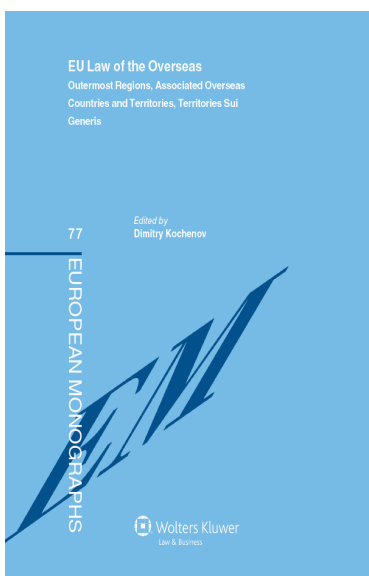 EU Law of the Overseas
Outermost Regions, Associated Overseas
Countries and Territories, Territories Sui
Generis
Edited by
77
Dimitry Kochenov
EUROPEAN MONOGRAPHS
EM
Wolters Kluwer
Law & Business